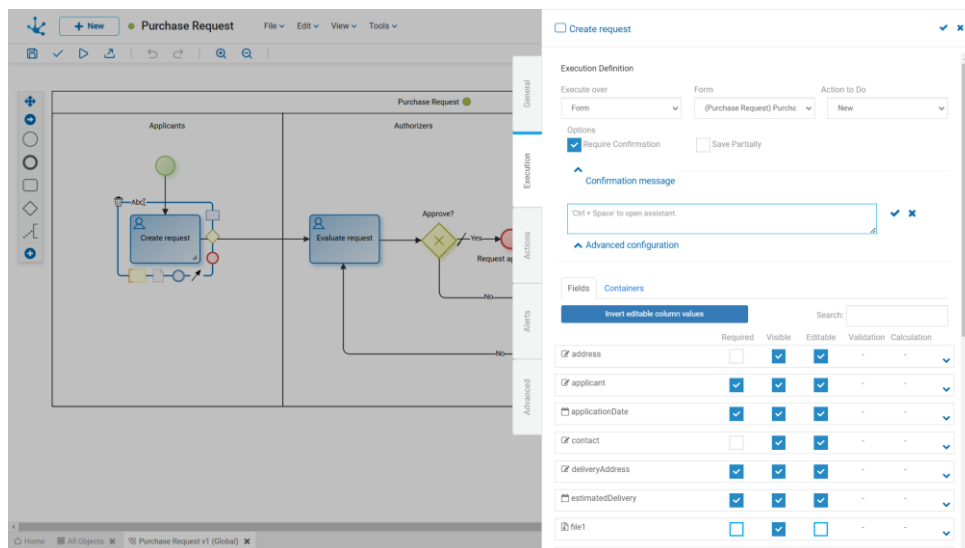 + New
Purchase Request
File
Edit
View
Tools
Purchase Request
Applicants
Authorizers
Abc
Create request
Evaluate request
Approve?
Yes
Request ap
No
No
General
Execution
Actions
Alerts
Advanced
Home
All Objects
Purchase Request v1 (Global)
Create request
Execution Definition
Execute over
Form
Action to Do
Form
(Purchase Request) Purcha
New
Options
Require Confirmation
Save Partially
Confirmation message
'Ctrl + Space' to open assistant.
Advanced configuration
Fields
Containers
Invert editable column values
Search:
Required Visible Editable Validation Calculation
address - -
applicant - -
applicationDate - -
contact - -
deliveryAddress - -
estimatedDelivery - -
file1 - -